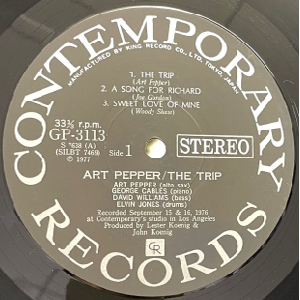 CONTEMPORARY
MANUFACTURED BY KING RECORD CO., LTD. TOKYO, JAPAN
1. THE TRIP
(Art Pepper)
2. A SONG FOR RICHARD
(Joe Gordon)
3. SWEET LOVE OF MINE
(Woody Shaw)
33⅓ r.p.m.
GP-3113
S 7638 (A)
(SILBT 7469)
℗ 1977
Side 1
STEREO
ART PEPPER/THE TRIP
ART PEPPER (alto sax)
GEORGE CABLES (piano)
DAVID WILLIAMS (bass)
ELVIN JONES (drums)
Recorded September 15 & 16, 1976
at Contemporary's studio in Los Angeles
Produced by Lester Koenig &
John Koenig
CR
RECORDS